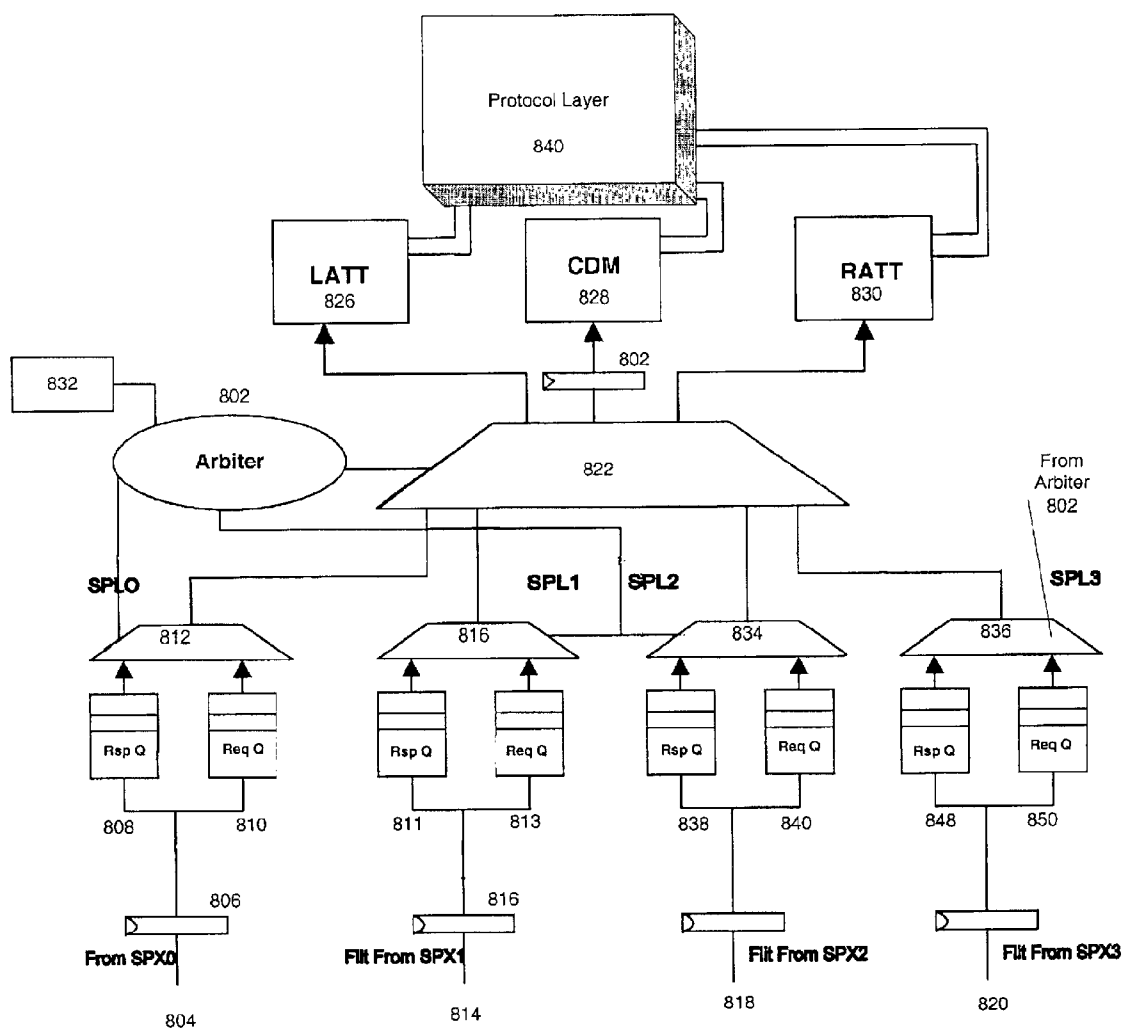 Protocol Layer
840
LATT
826
CDM
828
RATT
830
802
832
802
Arbiter
822
From
Arbiter
802
SPL0
SPL1
SPL2
SPL3
812
816
834
836
Rsp Q
Req Q
Rsp Q
Req Q
Rsp Q
Req Q
Rsp Q
Req Q
808
810
811
813
838
840
848
850
806
816
From SPX0
Flit From SPX1
Flit From SPX2
Flit From SPX3
804
814
818
820